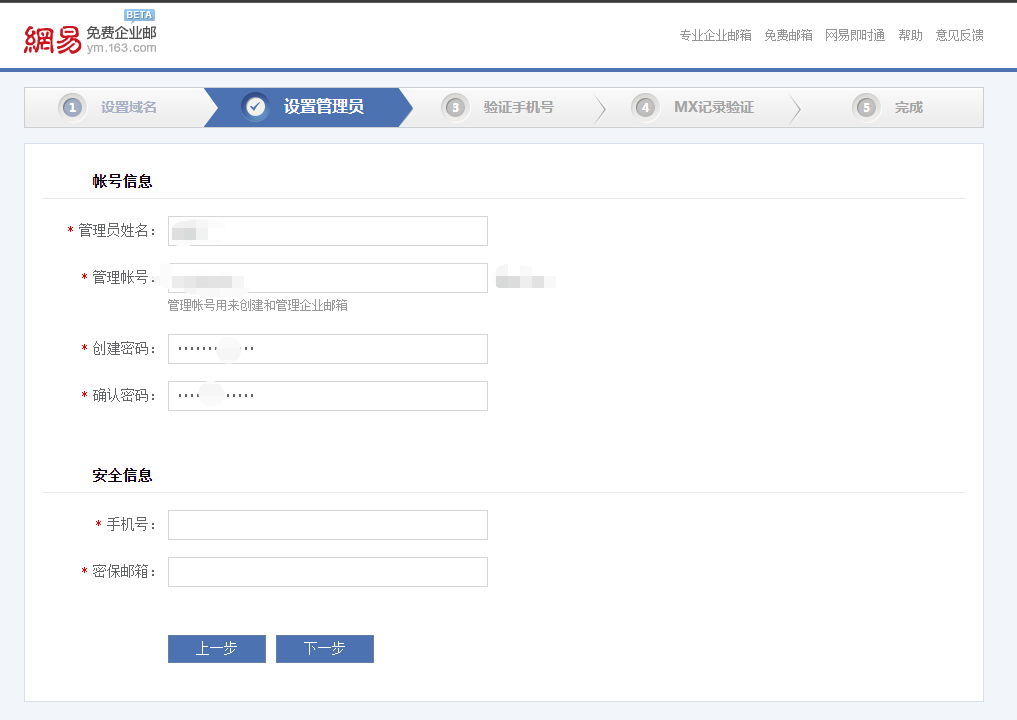 BETA
網易 免费企业邮
ym.163.com
专业企业邮箱 免费邮箱 网易即时通 帮助 意见反馈
1 设置域名 设置管理员 3 验证手机号 4 MX记录验证 5 完成
帐号信息
* 管理员姓名：
* 管理帐号：
管理帐号用来创建和管理企业邮箱
* 创建密码：
* 确认密码：
安全信息
* 手机号：
* 密保邮箱：
上一步 下一步